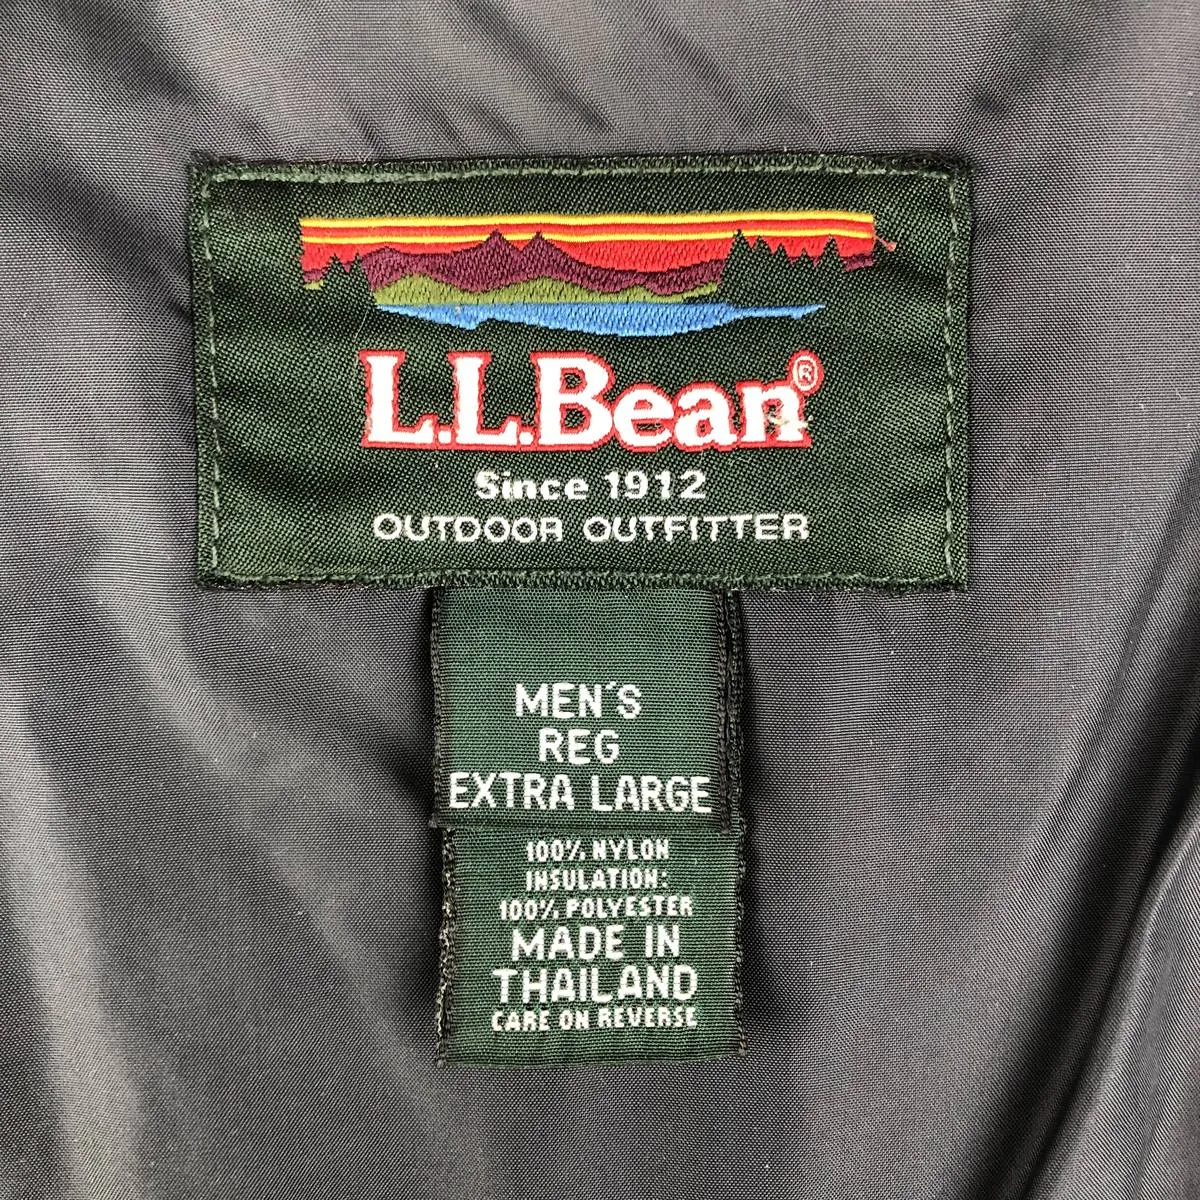 L.L.Bean®
Since 1912
OUTDOOR OUTFITTER
MEN'S
REG
EXTRA LARGE
100% NYLON
INSULATION:
100% POLYESTER
MADE IN
THAILAND
CARE ON REVERSE